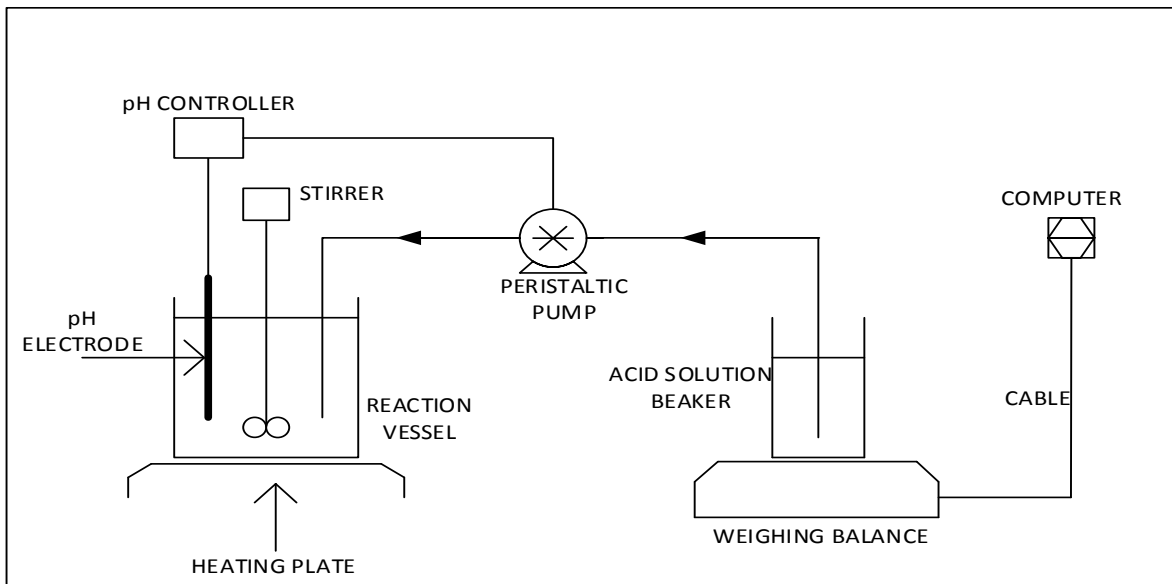 pH CONTROLLER
STIRRER
COMPUTER
PERISTALTIC
PUMP
pH
ELECTRODE
REACTION
VESSEL
ACID SOLUTION
BEAKER
CABLE
WEIGHING BALANCE
HEATING PLATE